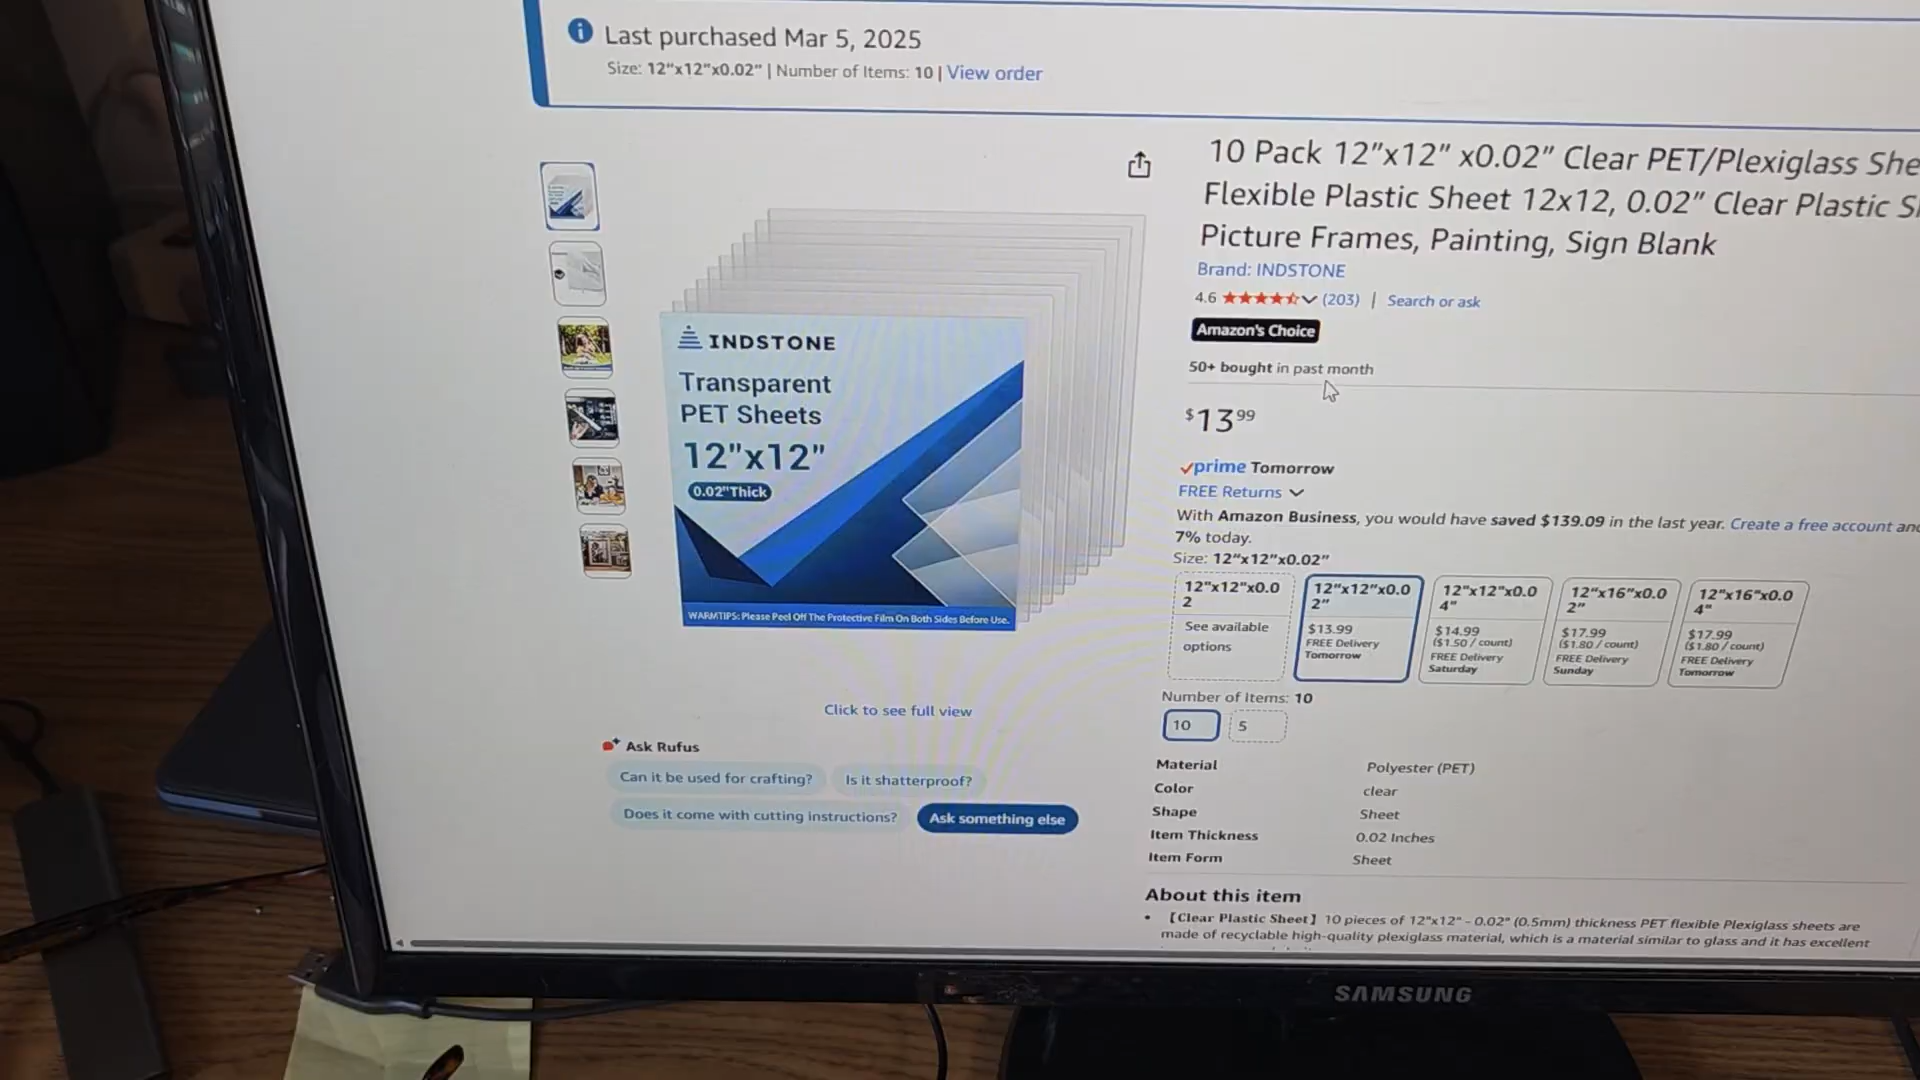 Last purchased Mar 5, 2025
Size: 12"x12"x0.02" | Number of Items: 10 | View order
10 Pack 12”x12” x0.02” Clear PET/Plexiglass
Flexible Plastic Sheet 12x12, 0.02” Clear Plastic
Picture Frames, Painting, Sign Blank
Brand: INDSTONE
4.6 (203) | Search or ask
Amazon's Choice
50+ bought in past month
$13 99
prime Tomorrow
FREE Returns
With Amazon Business, you would have saved $139.09 in the last year. Create a free account and
7% today.
Size: 12"x12"x0.02"
12"x12"x0.0
2
See available
options
12"x12"x0.0
2"
$13.99
FREE Delivery
Tomorrow
12"x12"x0.0
4"
$14.99
($1.50 / count)
FREE Delivery
Saturday
12"x16"x0.0
2"
$17.99
($1.80 / count)
FREE Delivery
Sunday
12"x16"x0.0
4"
$17.99
($1.80 / count)
FREE Delivery
Tomorrow
Number of Items: 10
10
5
Material Polyester (PET)
Color clear
Shape Sheet
Item Thickness 0.02 Inches
Item Form Sheet
About this item
• 【Clear Plastic Sheet】10 pieces of 12"x12" - 0.02" (0.5mm) thickness PET flexible Plexiglass sheets are
made of recyclable high-quality plexiglass material, which is a material similar to glass and it has excellent
INDSTONE
Transparent
PET Sheets
12"x12"
0.02"Thick
WARMTIPS: Please Peel Off The Protective Film On Both Sides Before Use.
Click to see full view
Ask Rufus
Can it be used for crafting?
Is it shatterproof?
Does it come with cutting instructions?
Ask something else
SAMSUNG